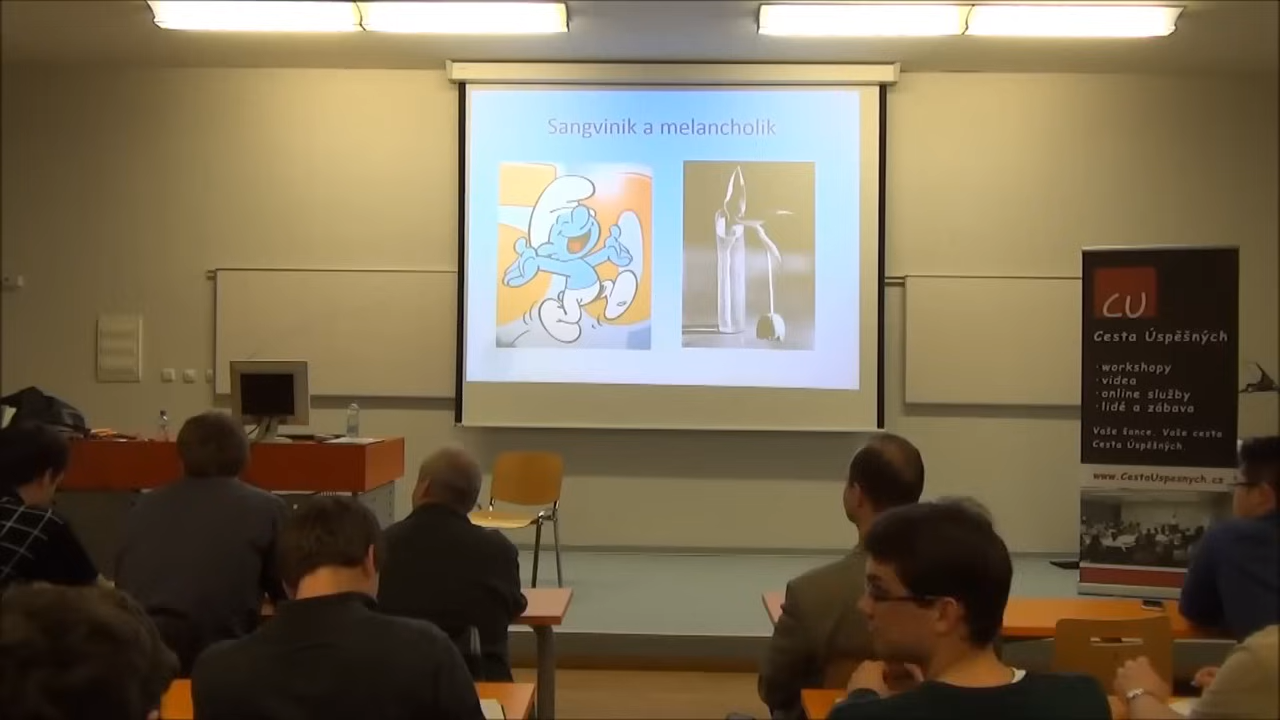 Sangvinik a melancholik
CU
Cesta Úspěšných
· workshopy
· videa
· online služby
· lidé a zábava
Vaše šance. Vaše cesta
Cesta Úspěšných.
www.CestaUspesnych.cz